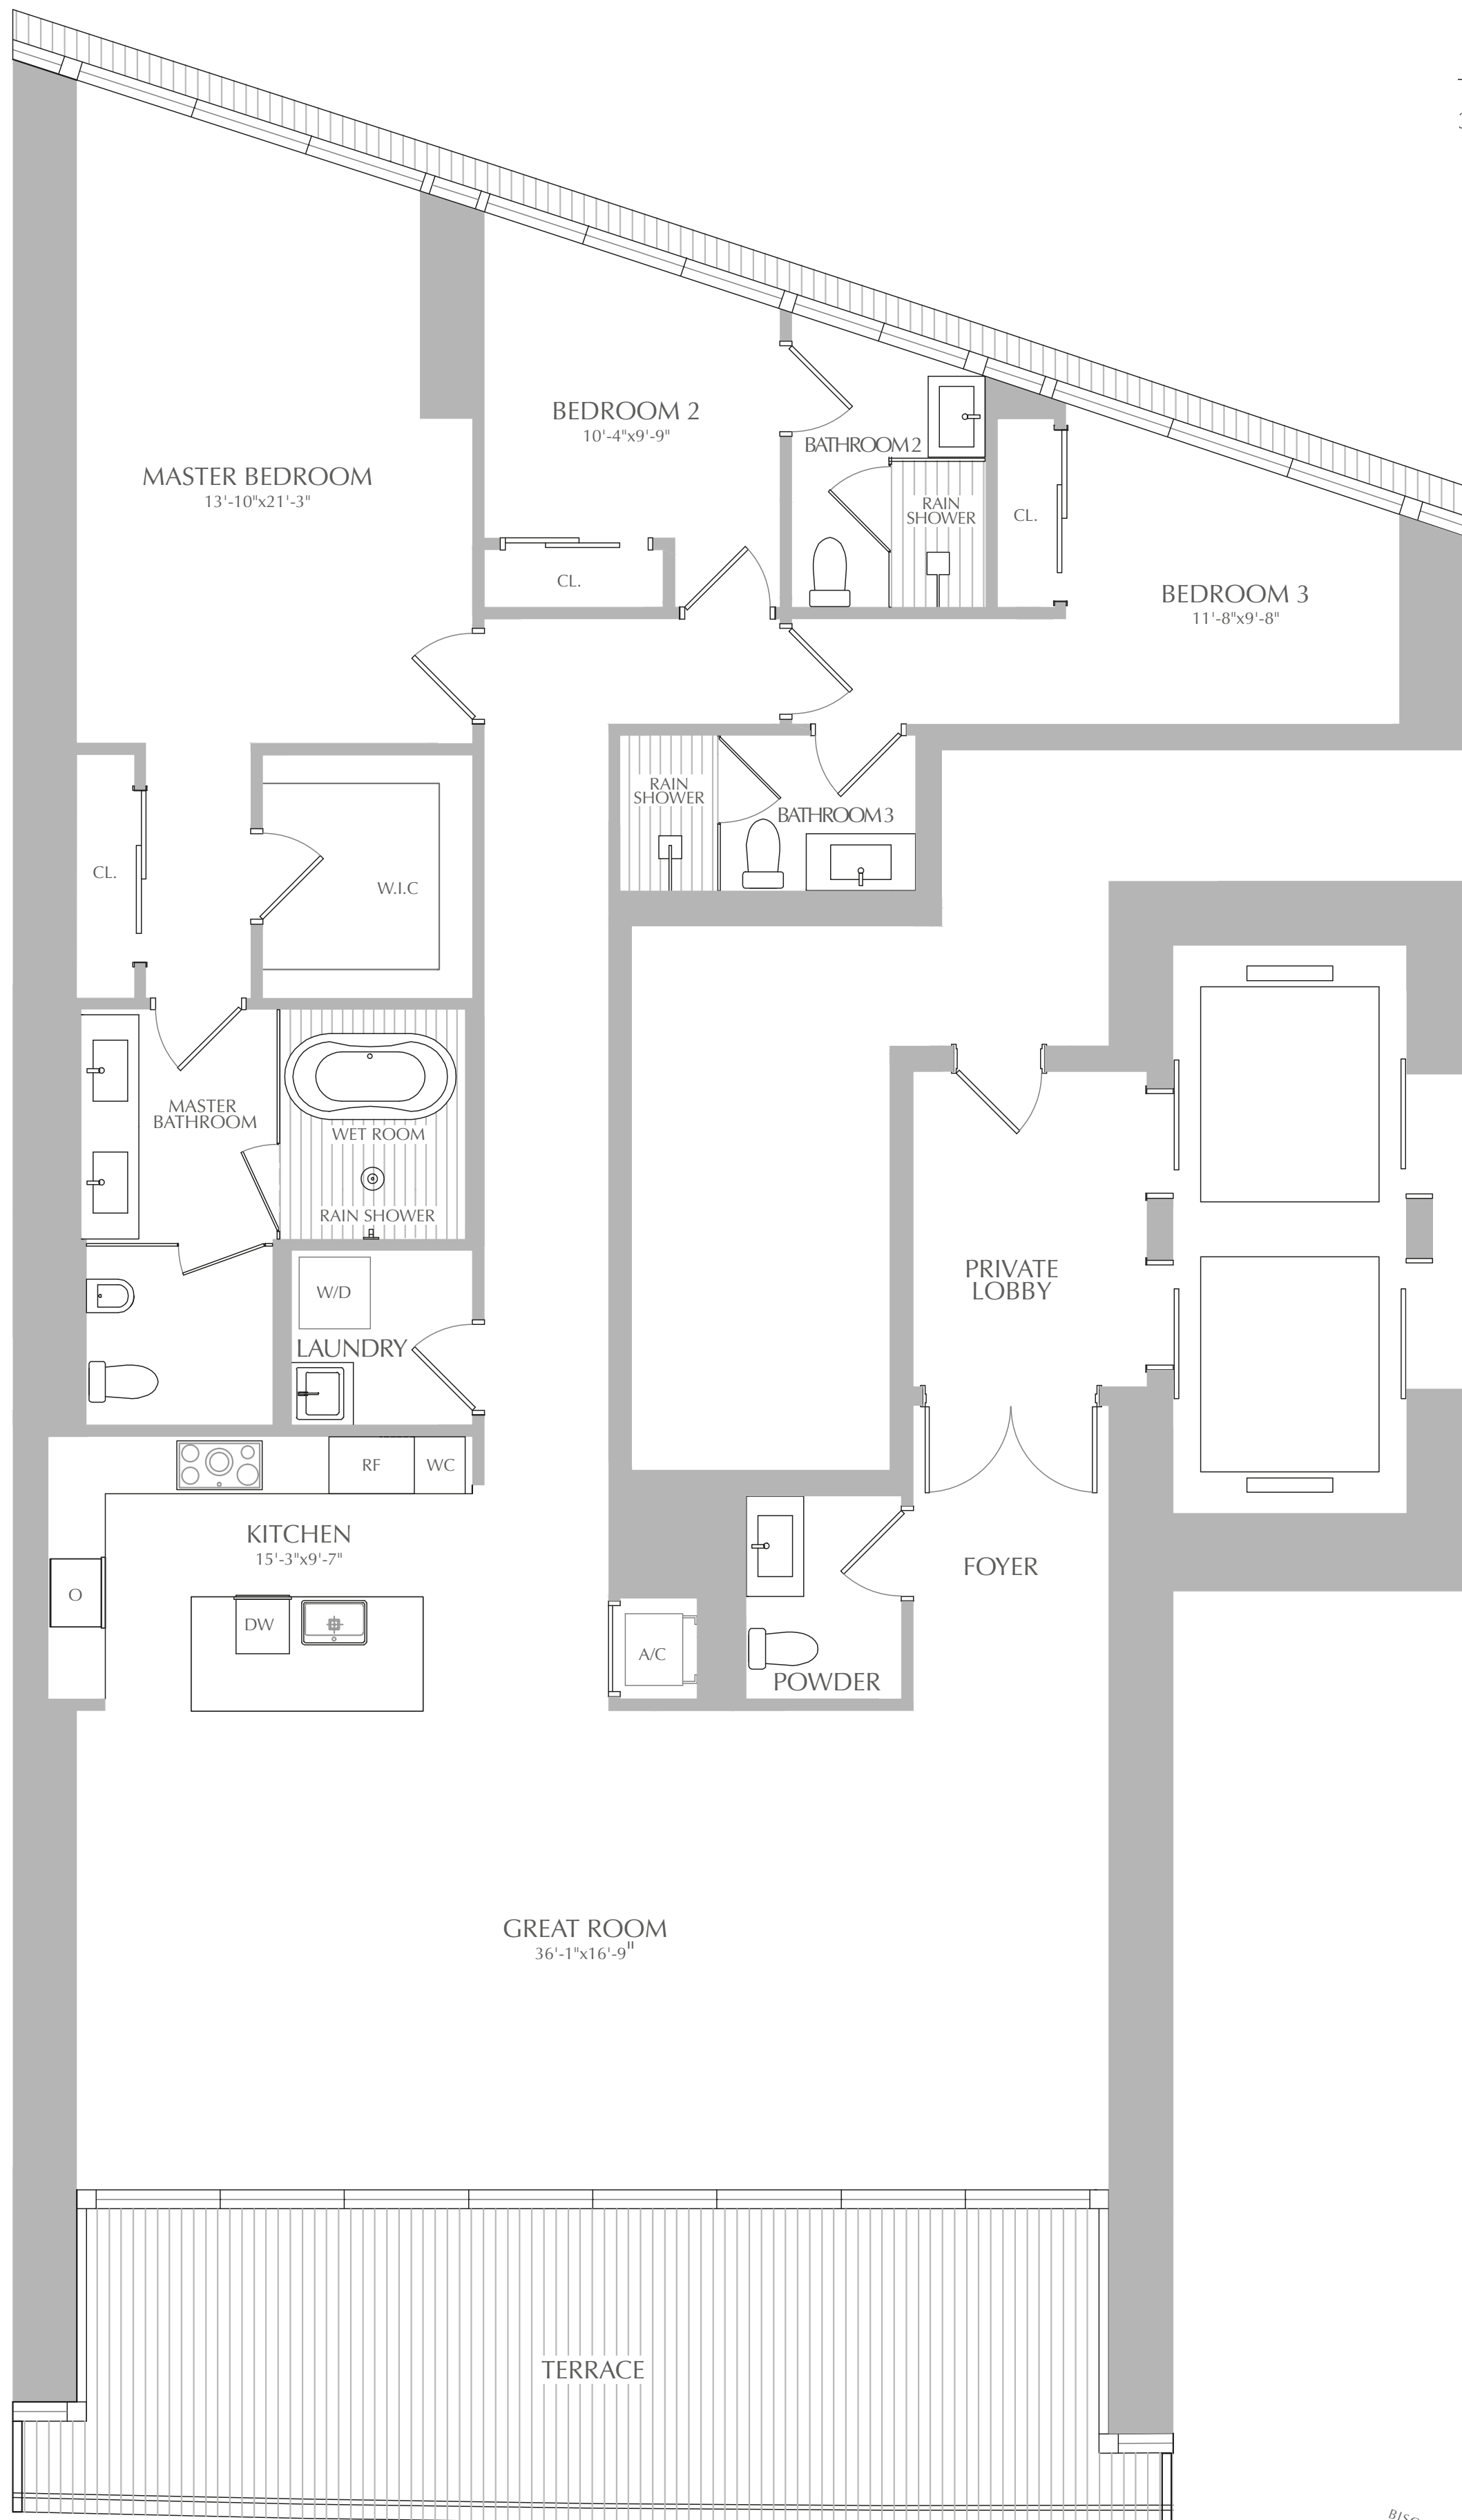 BEDROOM 2
10'-4"x9'-9"
BATHROOM 2
MASTER BEDROOM
13'-10"x21'-3"
RAIN
SHOWER
CL.
CL.
BEDROOM 3
11'-8"x9'-8"
RAIN
SHOWER
BATHROOM 3
CL.
W.I.C
MASTER
BATHROOM
WET ROOM
RAIN SHOWER
PRIVATE
LOBBY
W/D
LAUNDRY
RF
WC
KITCHEN
15'-3"x9'-7"
FOYER
O
DW
A/C
POWDER
GREAT ROOM
36'-1"x16'-9"
TERRACE